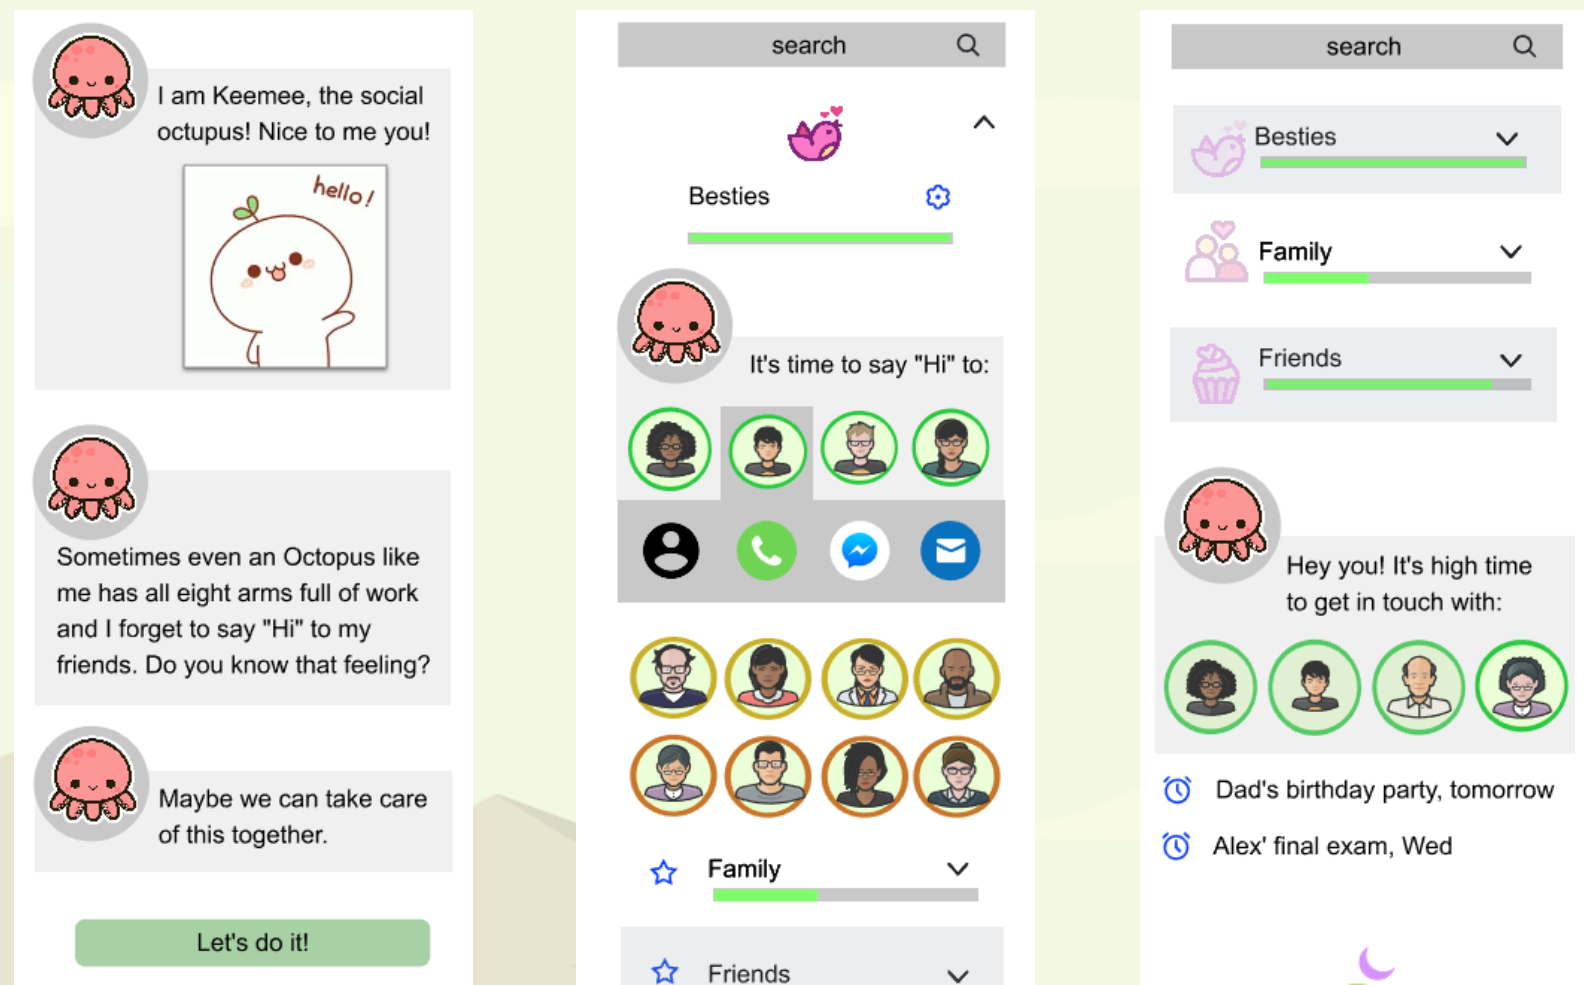 I am Keemee, the social
octupus! Nice to me you!
hello!
Sometimes even an Octopus like
me has all eight arms full of work
and I forget to say "Hi" to my
friends. Do you know that feeling?
Maybe we can take care
of this together.
Let's do it!
search
Besties
It's time to say "Hi" to:
Family
Friends
search
Besties
Family
Friends
Hey you! It's high time
to get in touch with:
Dad's birthday party, tomorrow
Alex' final exam, Wed